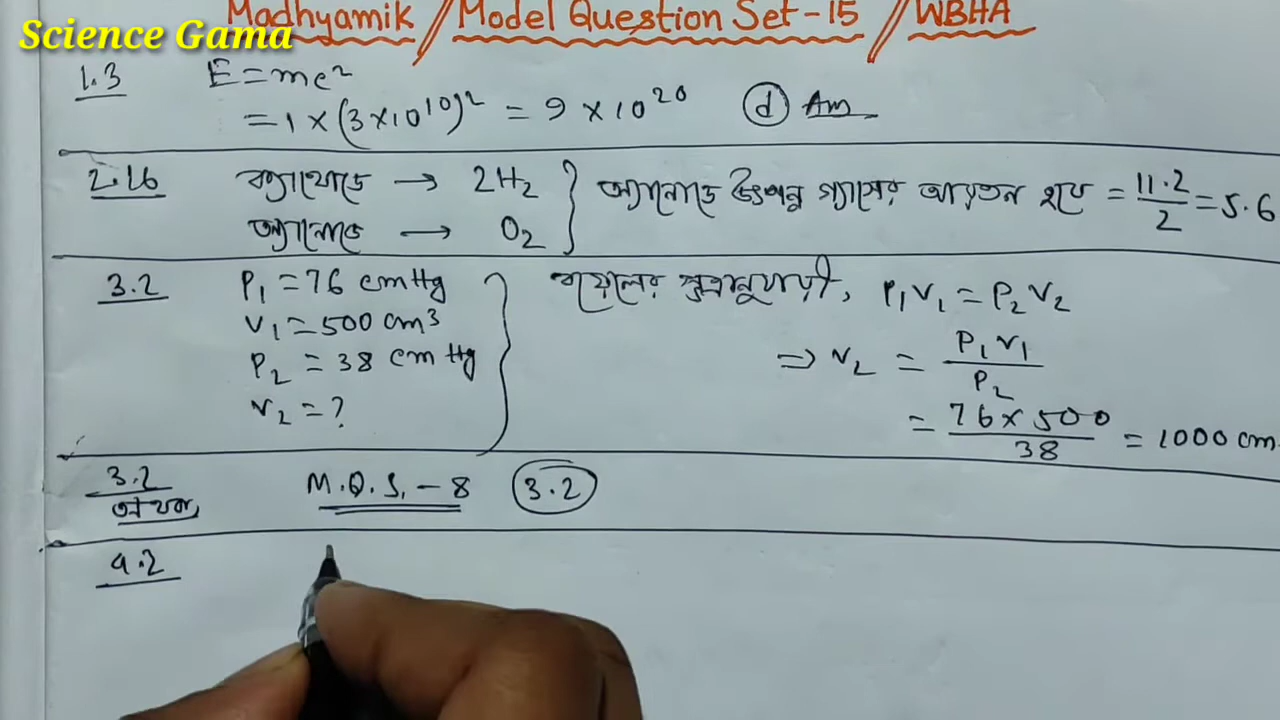 Madhyamik / Model Question Set-15 / WBHA
Science Gama
1.3 E=mc²
=1×(3×10¹⁰)² = 9×10²⁰ (d) Ans
2.16 ক্যাথোডে → 2H₂ } অ্যানোডে উৎপন্ন গ্যাসের আয়তন হবে = 11.2/2 = 5.6
অ্যানোডে → O₂
3.2 P₁=76 cmHg } বয়েলের সূত্রানুযায়ী, P₁V₁=P₂V₂
V₁=500 cm³
P₂=38 cm Hg ⇒ V₂ = P₁V₁/P₂
V₂=?
= 76×500/38 = 1000 cm
3.2 M.Q.S.-8 (3.2)
অথবা
4.2